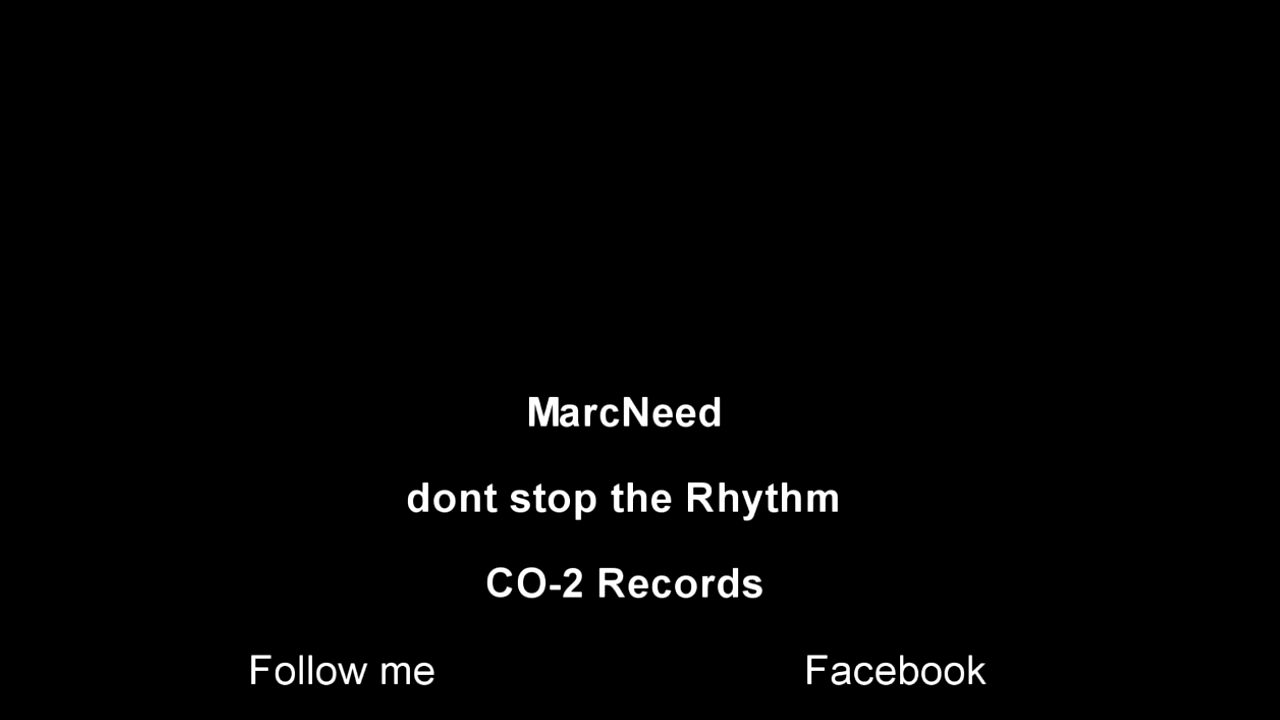 MarcNeed
dont stop the Rhythm
CO-2 Records
Follow me Facebook